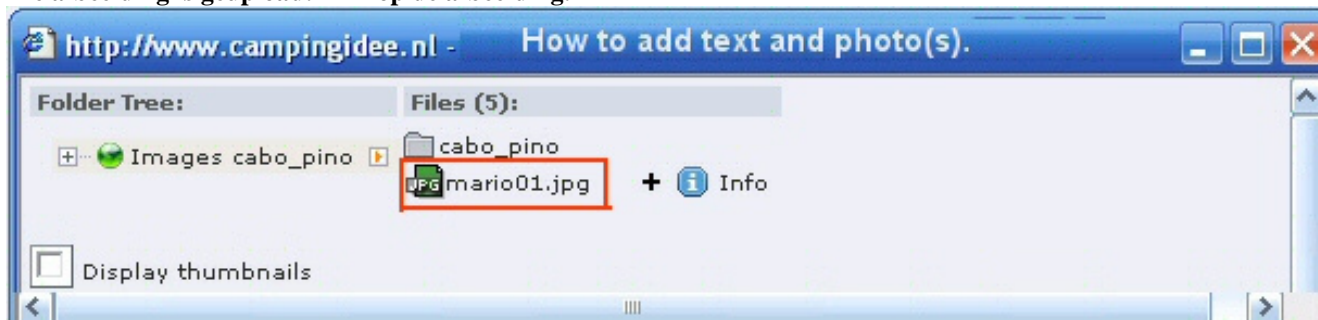 http://www.campingidee.nl - How to add text and photo(s).
Folder Tree: Files (5):
Images cabo_pino cabo_pino
JPG mario01.jpg + i Info
Display thumbnails